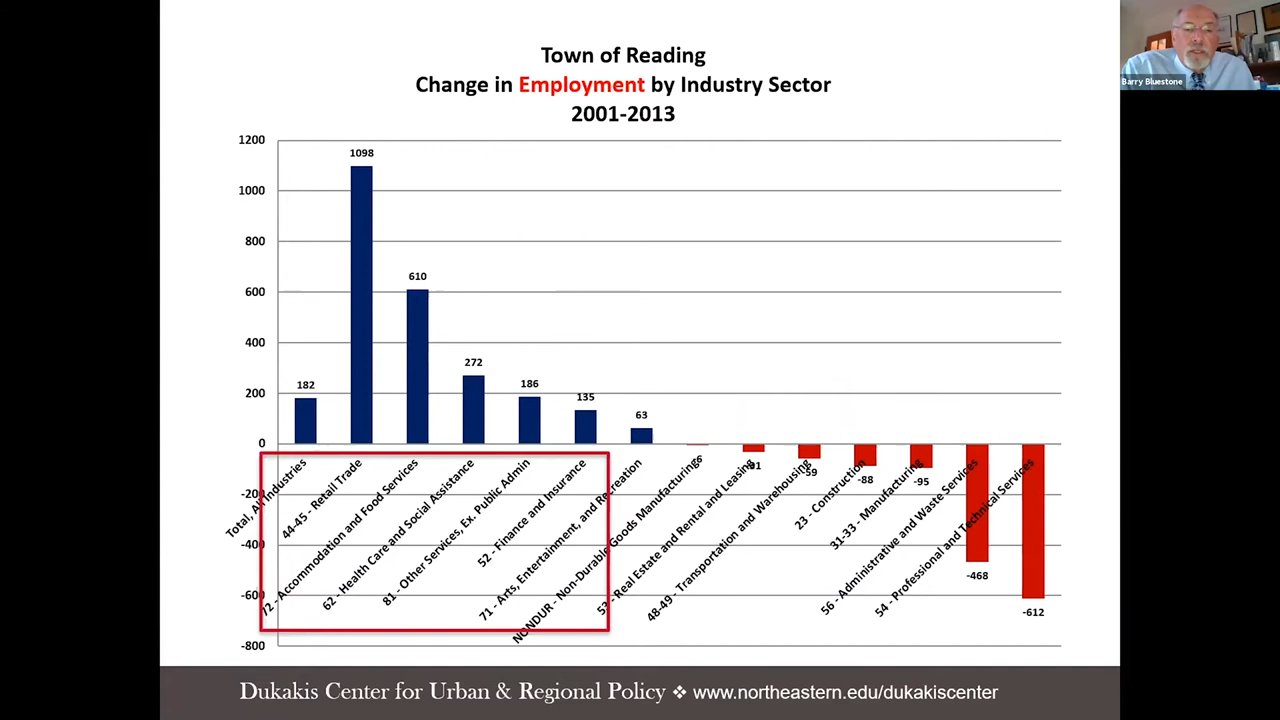 Barry Bluestone
Town of Reading
Change in Employment by Industry Sector
2001-2013
1200
1000
800
600
400
200
0
-200
-400
-600
-800
182
1098
610
272
186
135
63
-6
-31
-59
-88
-95
-468
-612
Total, All Industries
44-45 - Retail Trade
72 - Accommodation and Food Services
62 - Health Care and Social Assistance
81 - Other Services, Ex. Public Admin
52 - Finance and Insurance
71 - Arts, Entertainment, and Recreation
NONDUR - Non-Durable Goods Manufacturing
53 - Real Estate and Rental and Leasing
48-49 - Transportation and Warehousing
23 - Construction
31-33 - Manufacturing
56 - Administrative and Waste Services
54 - Professional and Technical Services
Dukakis Center for Urban & Regional Policy ❖ www.northeastern.edu/dukakiscenter